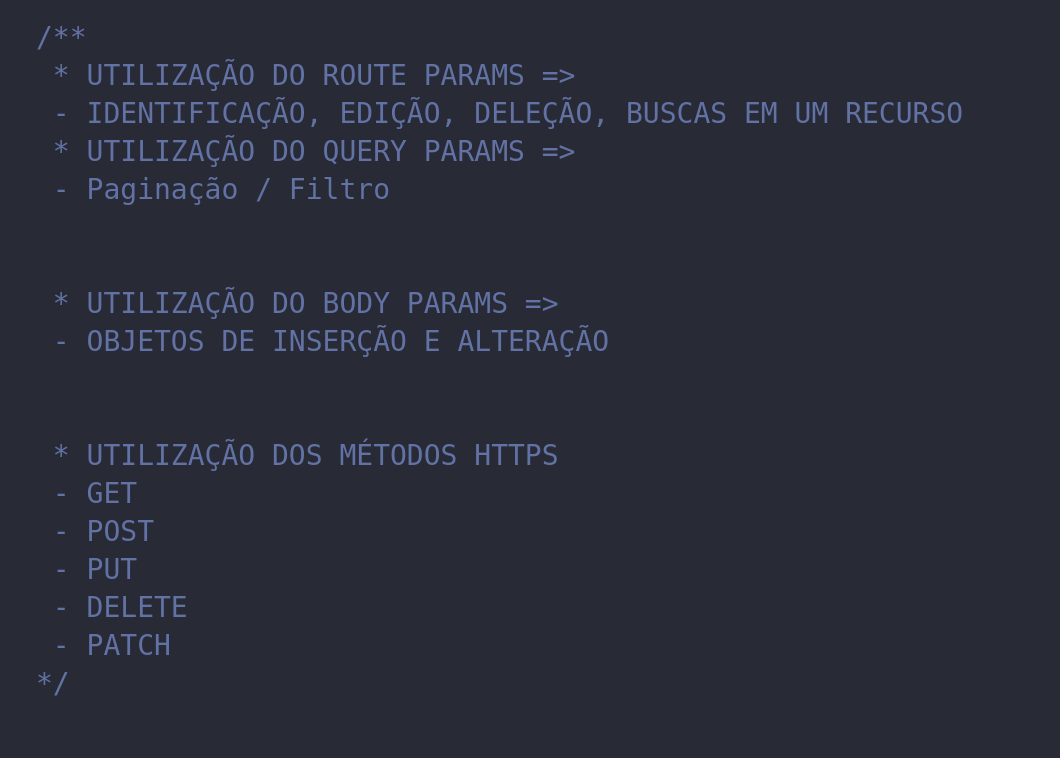 /**
* UTILIZAÇÃO DO ROUTE PARAMS =>
- IDENTIFICAÇÃO, EDIÇÃO, DELEÇÃO, BUSCAS EM UM RECURSO
* UTILIZAÇÃO DO QUERY PARAMS =>
- Paginação / Filtro
* UTILIZAÇÃO DO BODY PARAMS =>
- OBJETOS DE INSERÇÃO E ALTERAÇÃO
* UTILIZAÇÃO DOS MÉTODOS HTTPS
- GET
- POST
- PUT
- DELETE
- PATCH
*/